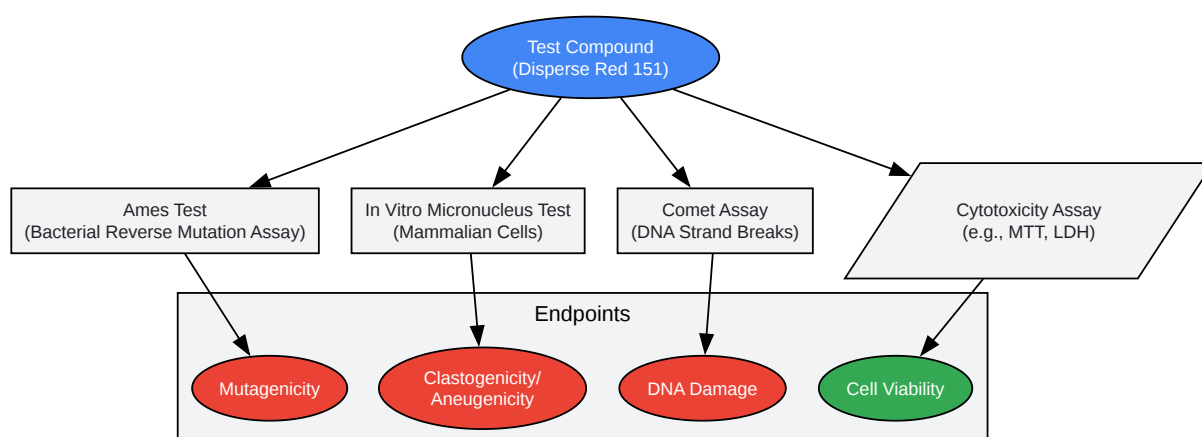 Test Compound
(Disperse Red 151)
Ames Test
(Bacterial Reverse Mutation Assay)
In Vitro Micronucleus Test
(Mammalian Cells)
Comet Assay
(DNA Strand Breaks)
Cytotoxicity Assay
(e.g., MTT, LDH)
Endpoints
Mutagenicity
Clastogenicity/
Aneugenicity
DNA Damage
Cell Viability